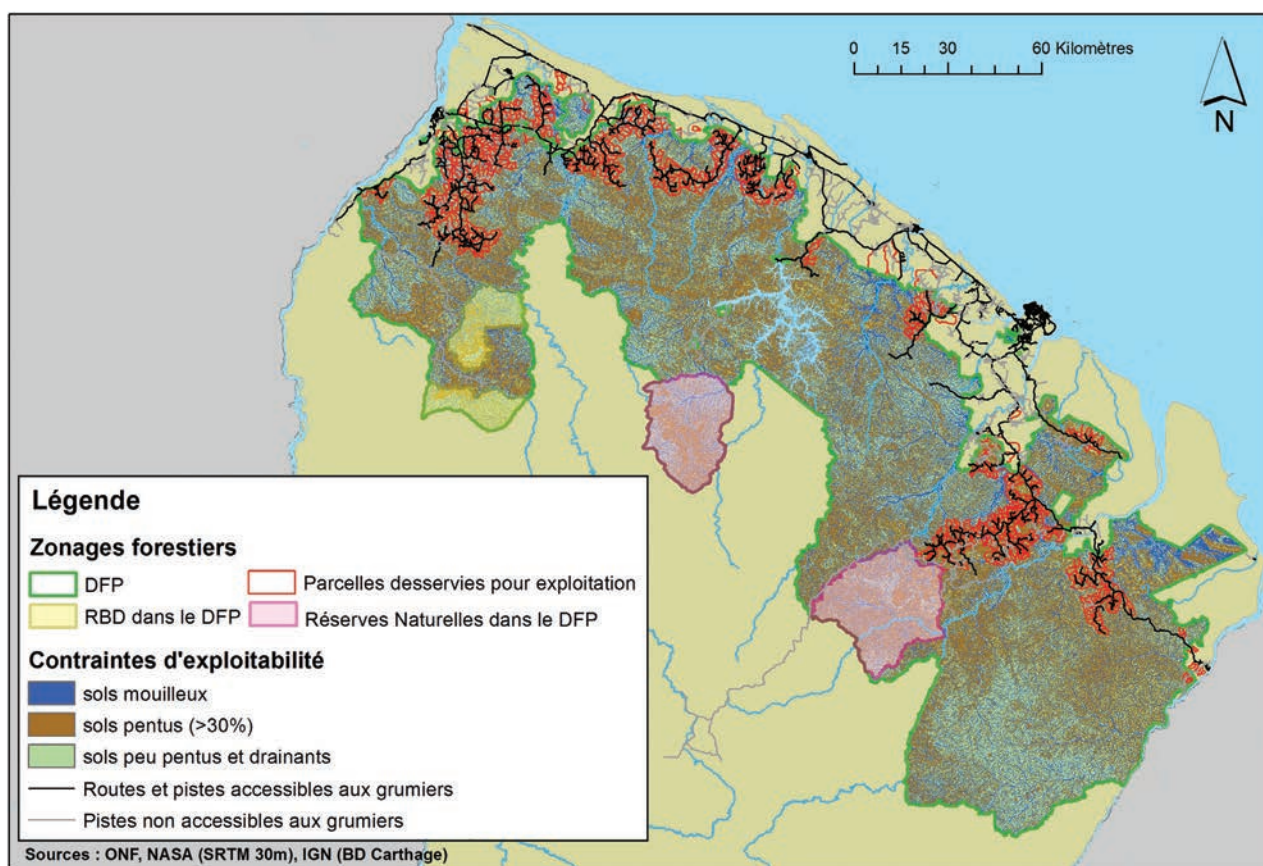 0 15 30 60 Kilomètres
N
Légende
Zonages forestiers
DFP
Parcelles desservies pour exploitation
RBD dans le DFP
Réserves Naturelles dans le DFP
Contraintes d'exploitabilité
sols mouilleux
sols pentus (>30%)
sols peu pentus et drainants
Routes et pistes accessibles aux grumiers
Pistes non accessibles aux grumiers
Sources : ONF, NASA (SRTM 30m), IGN (BD Carthage)